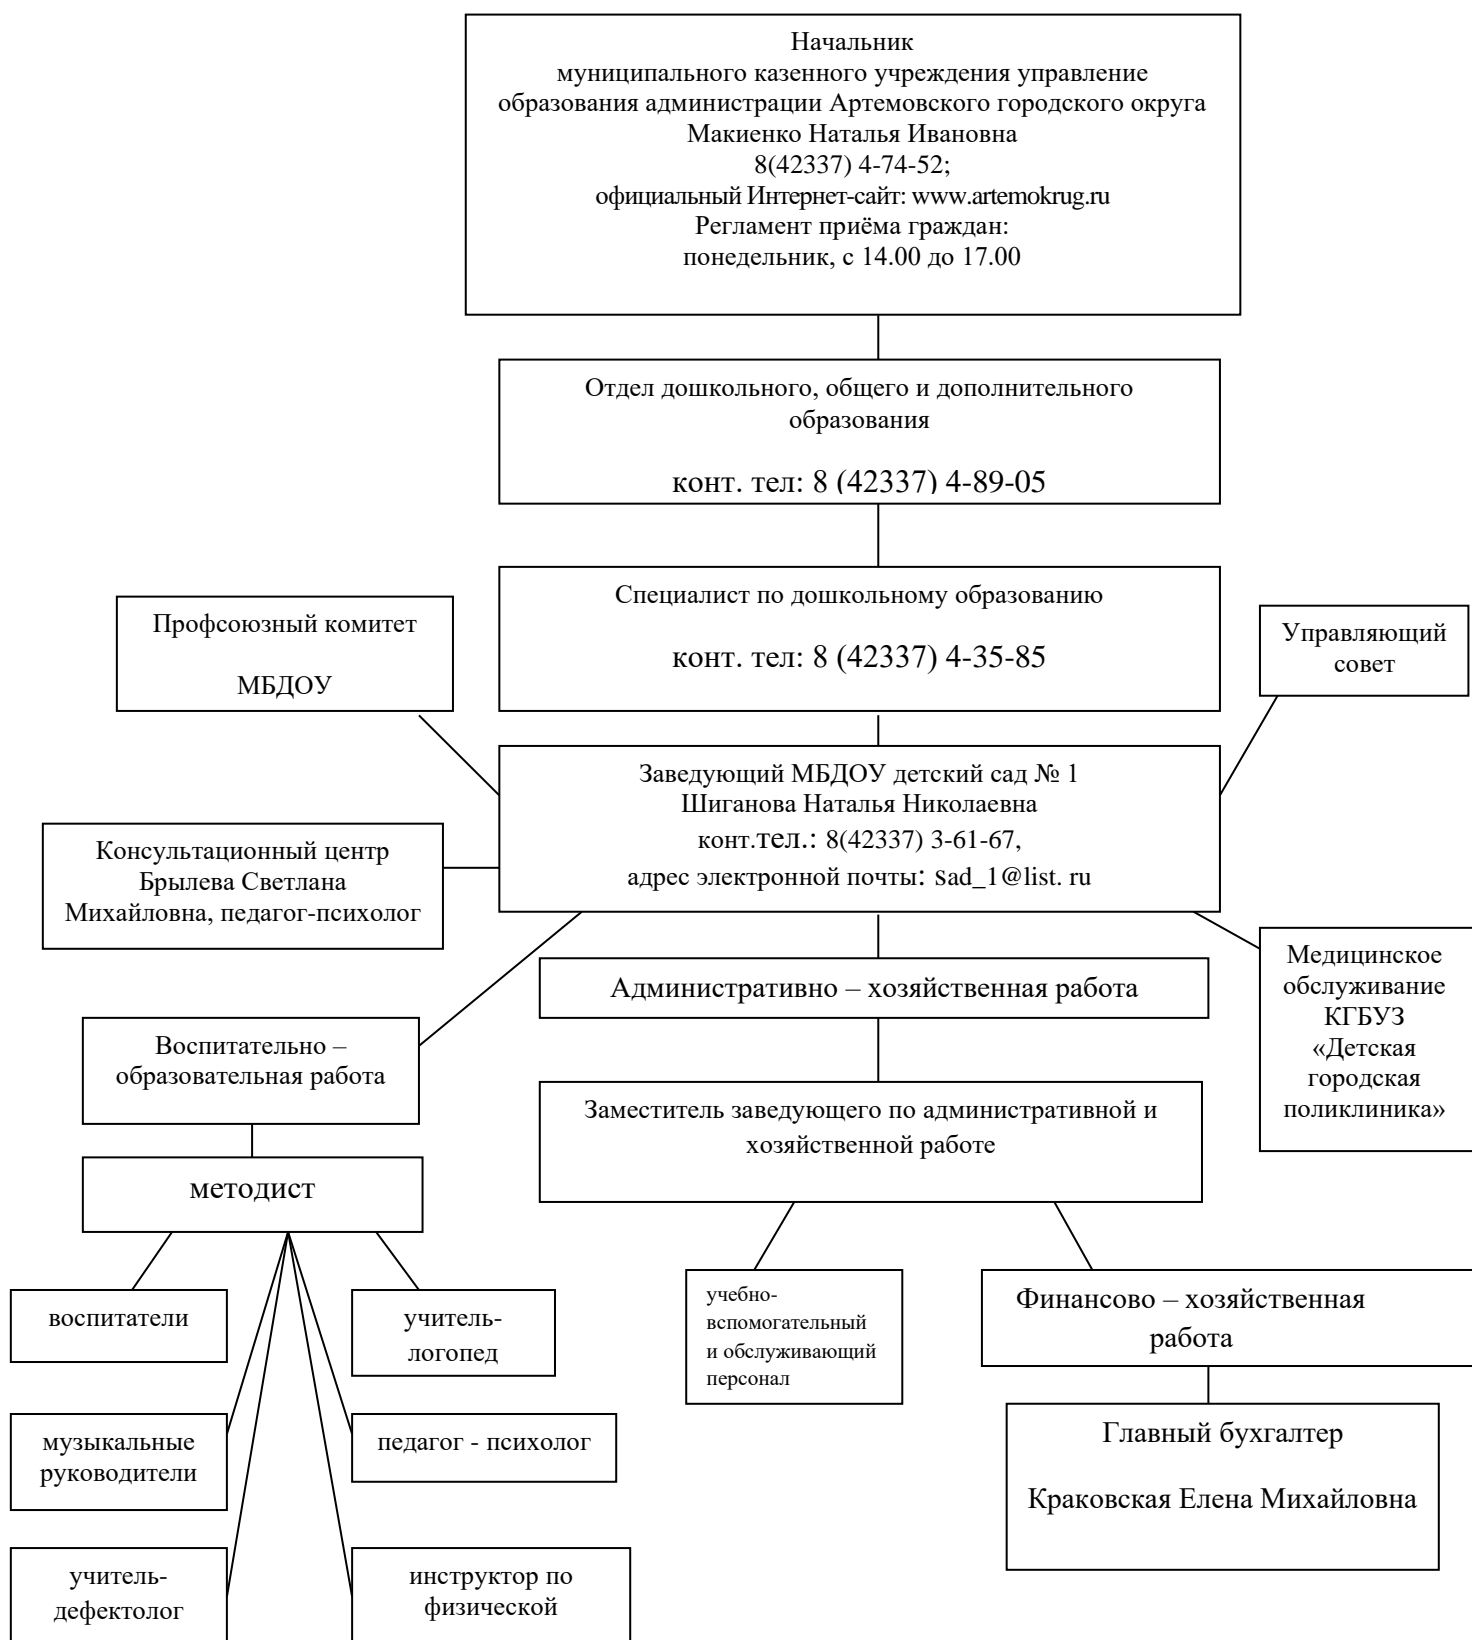 Начальник
муниципального казенного учреждения управление
образования администрации Артемовского городского округа
Макиенко Наталья Ивановна
8(42337) 4-74-52;
официальный Интернет-сайт: www.artemokrug.ru
Регламент приёма граждан:
понедельник, с 14.00 до 17.00
Отдел дошкольного, общего и дополнительного
образования
конт. тел: 8 (42337) 4-89-05
Специалист по дошкольному образованию
конт. тел: 8 (42337) 4-35-85
Профсоюзный комитет
МБДОУ
Управляющий
совет
Заведующий МБДОУ детский сад № 1
Шиганова Наталья Николаевна
конт.тел.: 8(42337) 3-61-67,
адрес электронной почты: sad_1@list. ru
Консультационный центр
Брылева Светлана
Михайловна, педагог-психолог
Административно – хозяйственная работа
Медицинское
обслуживание
КГБУЗ
«Детская
городская
поликлиника»
Воспитательно –
образовательная работа
Заместитель заведующего по административной и
хозяйственной работе
методист
воспитатели
учитель-
логопед
учебно-
вспомогательный
и обслуживающий
персонал
Финансово – хозяйственная
работа
музыкальные
руководители
педагог - психолог
Главный бухгалтер
Краковская Елена Михайловна
учитель-
дефектолог
инструктор по
физической